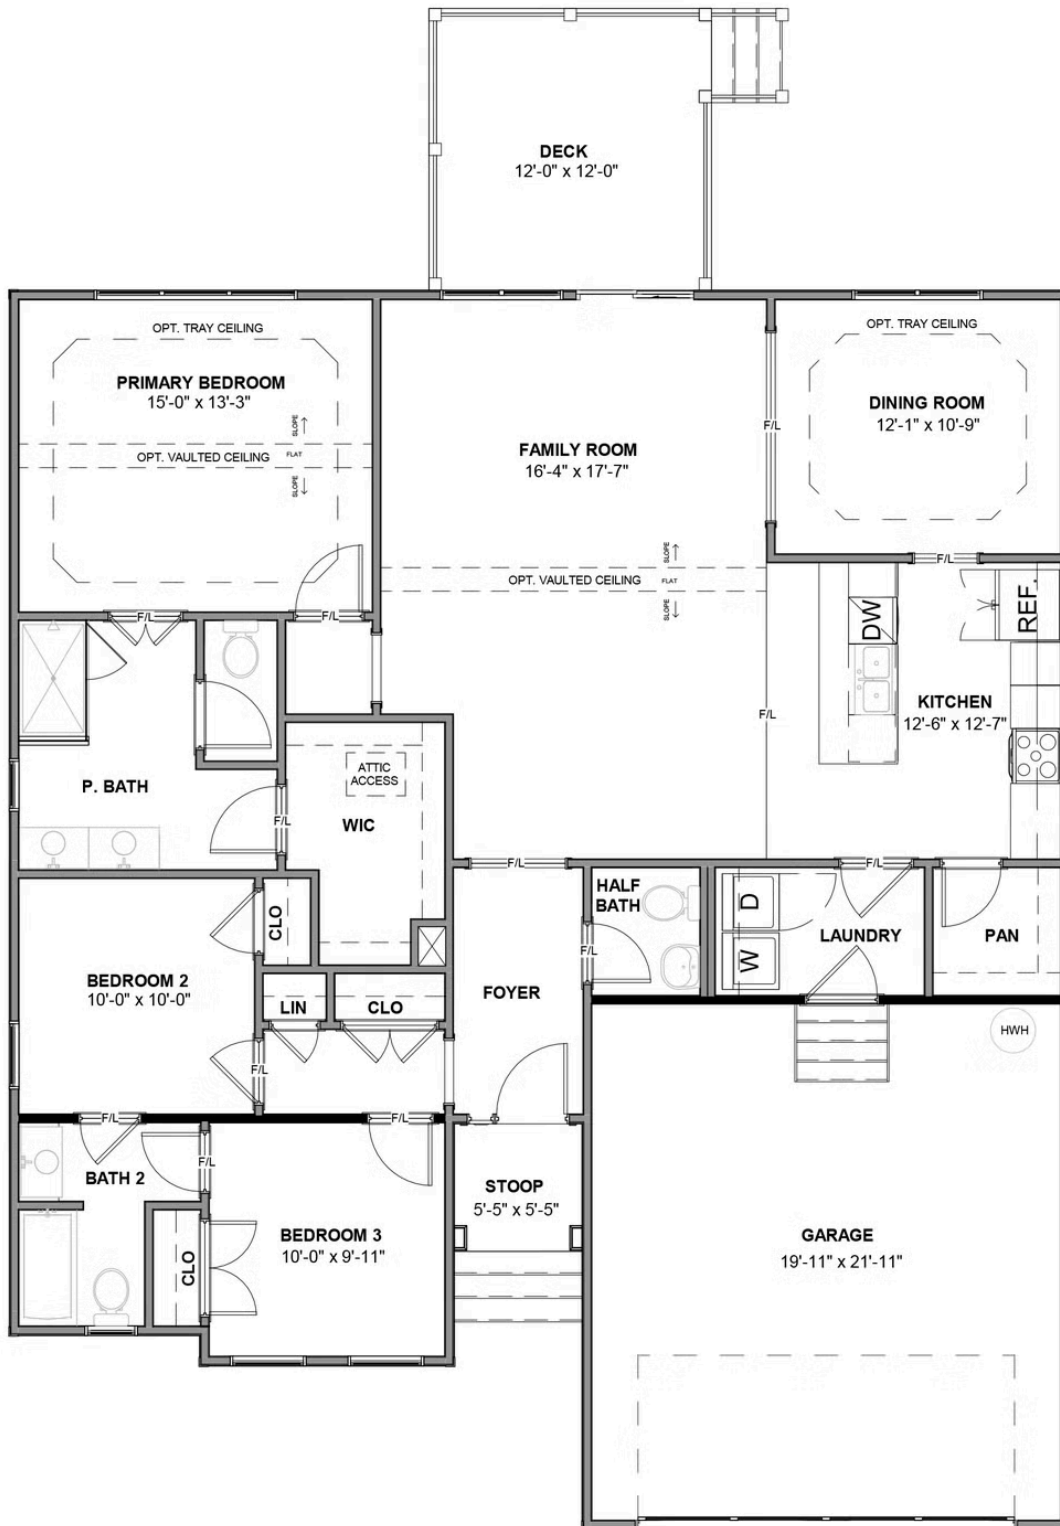 DECK
12'-0" x 12'-0"
OPT. TRAY CEILING
PRIMARY BEDROOM
15'-0" x 13'-3"
SLOPE
OPT. VAULTED CEILING
FLAT
SLOPE
F/L
F/L
FAMILY ROOM
16'-4" x 17'-7"
SLOPE
OPT. VAULTED CEILING
FLAT
SLOPE
F/L
OPT. TRAY CEILING
DINING ROOM
12'-1" x 10'-9"
F/L
DW
REF.
KITCHEN
12'-6" x 12'-7"
F/L
P. BATH
F/L
ATTIC
ACCESS
WIC
F/L
F/L
CLO
BEDROOM 2
10'-0" x 10'-0"
LIN
CLO
FOYER
HALF
BATH
F/L
D
W
LAUNDRY
PAN
HWH
F/L
F/L
F/L
BATH 2
F/L
CLO
BEDROOM 3
10'-0" x 9'-11"
STOOP
5'-5" x 5'-5"
GARAGE
19'-11" x 21'-11"